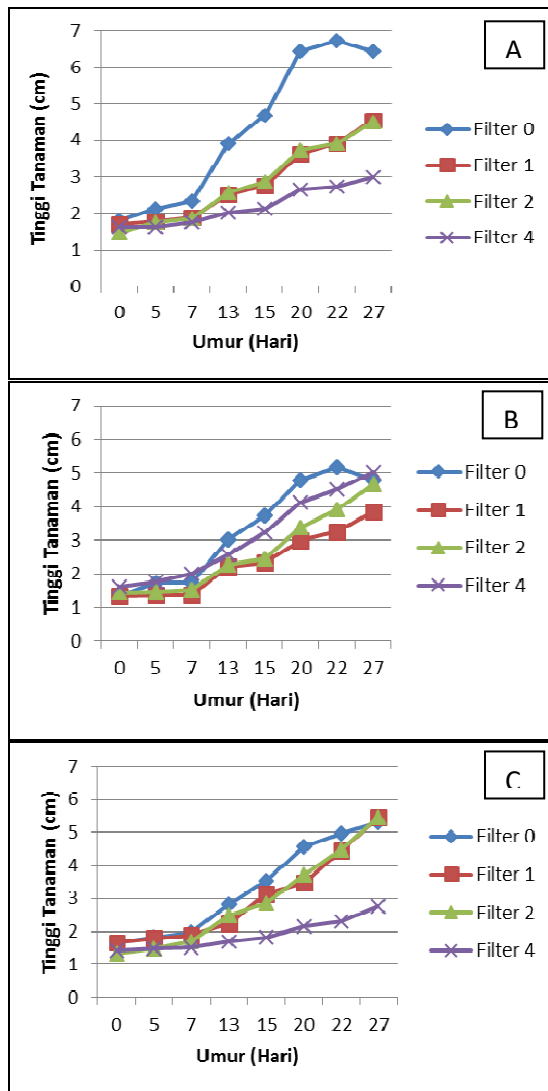 A
Tinggi Tanaman (cm)
7
6
5
4
3
2
1
0
0 5 7 13 15 20 22 27
Umur (Hari)
Filter 0
Filter 1
Filter 2
Filter 4
B
Tinggi Tanaman (cm)
7
6
5
4
3
2
1
0
0 5 7 13 15 20 22 27
Umur (Hari)
Filter 0
Filter 1
Filter 2
Filter 4
C
Tinggi Tanaman (cm)
7
6
5
4
3
2
1
0
0 5 7 13 15 20 22 27
Umur (Hari)
Filter 0
Filter 1
Filter 2
Filter 4